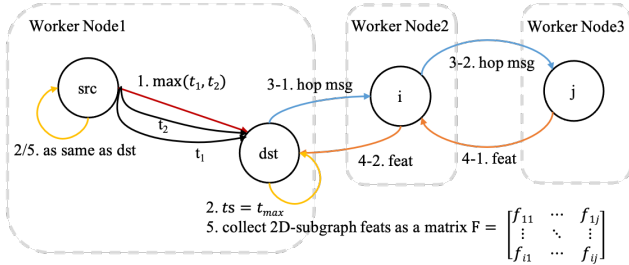 Worker Node1
Worker Node2
Worker Node3
1. max(t₁, t₂)
src
3-1. hop msg
3-2. hop msg
i
j
t₂
t₁
2/5. as same as dst
dst
4-2. feat
4-1. feat
2. ts = tₘₐₓ
5. collect 2D-subgraph feats as a matrix F = [f₁₁ ⋯ f₁ⱼ
⋮ ⋱ ⋮
fᵢ₁ ⋯ fᵢⱼ]